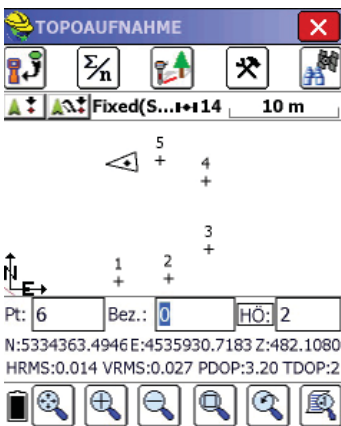 TOPOAUFNAHME
Σ/n
Fixed(S...14 10 m
5
4
3
1 2
N
E
Pt: 6 Bez.: 0 HÖ: 2
N:5334363.4946 E:4535930.7183 Z:482.1080
HRMS:0.014 VRMS:0.027 PDOP:3.20 TDOP:2